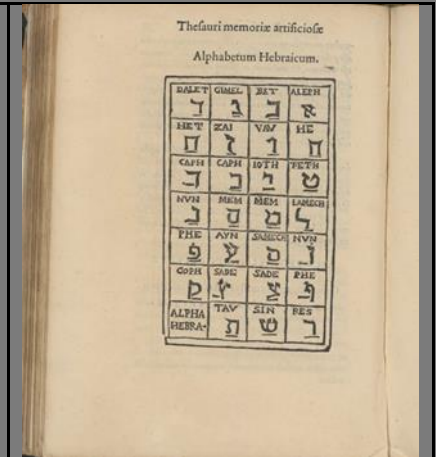 Theſauri memoriæ artificioſæ
Alphabetum Hebraicum.
DALET GIMEL BET ALEPH
א ב ג ד
HET ZAI VAV HE
ה ו ז ח
CAPH CAPH IOTH TETH
ט י כ ך
NVN MEM MEM LAMECH
ל מ ם נ
PHE AYN SAMECH NVN
ן ס ע פ
COPH SADE SADE PHE
ף צ ץ ק
ALPHA TAV SIN RES
HEBRA- ר ש ת